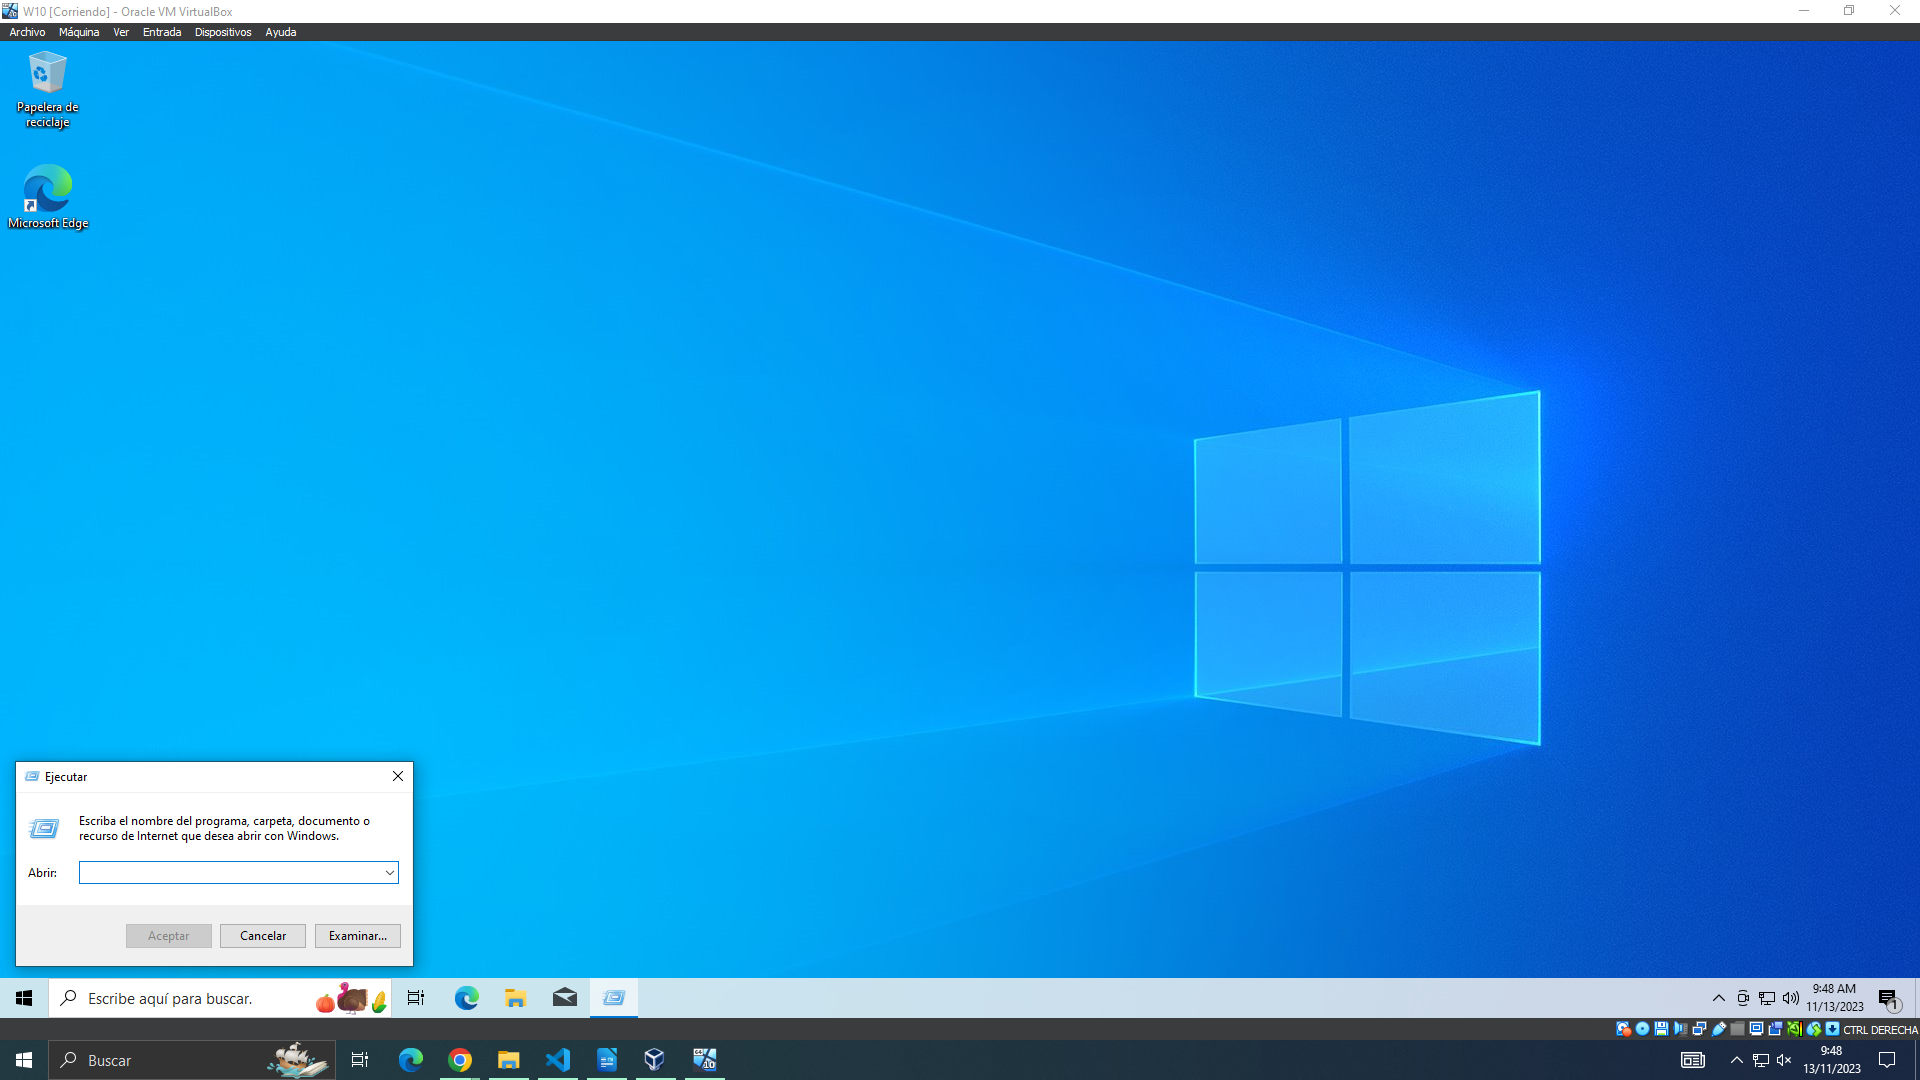 W10 [Corriendo] - Oracle VM VirtualBox
Archivo Máquina Ver Entrada Dispositivos Ayuda
Papelera de
reciclaje
Microsoft Edge
Ejecutar
Escriba el nombre del programa, carpeta, documento o
recurso de Internet que desea abrir con Windows.
Abrir:
Aceptar Cancelar Examinar...
Escribe aquí para buscar.
9:48 AM
11/13/2023
1
CTRL DERECHA
Buscar
10
9:48
13/11/2023